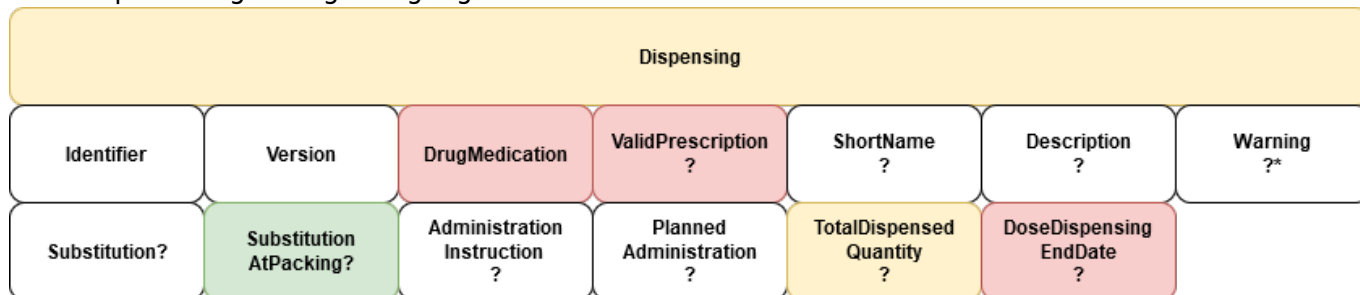 Dispensing
Identifier
Version
DrugMedication
ValidPrescription
?
ShortName
?
Description
?
Warning
?*
Substitution?
Substitution
AtPacking?
Administration
Instruction
?
Planned
Administration
?
TotalDispensed
Quantity
?
DoseDispensing
EndDate
?